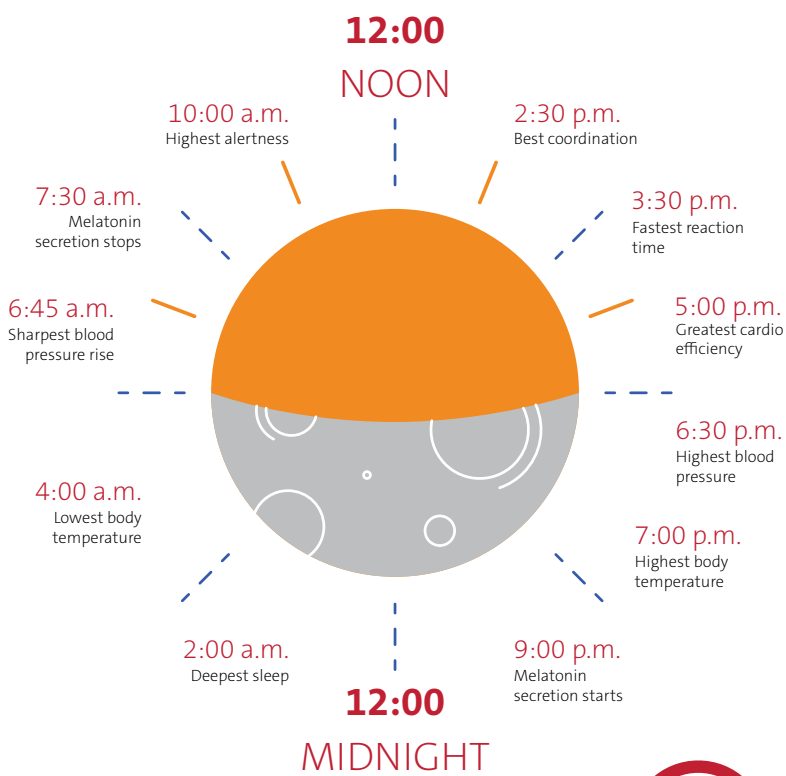 12:00
NOON
10:00 a.m.
Highest alertness
2:30 p.m.
Best coordination
7:30 a.m.
Melatonin
secretion stops
3:30 p.m.
Fastest reaction
time
6:45 a.m.
Sharpest blood
pressure rise
5:00 p.m.
Greatest cardio
efficiency
6:30 p.m.
Highest blood
pressure
4:00 a.m.
Lowest body
temperature
7:00 p.m.
Highest body
temperature
2:00 a.m.
Deepest sleep
9:00 p.m.
Melatonin
secretion starts
12:00
MIDNIGHT